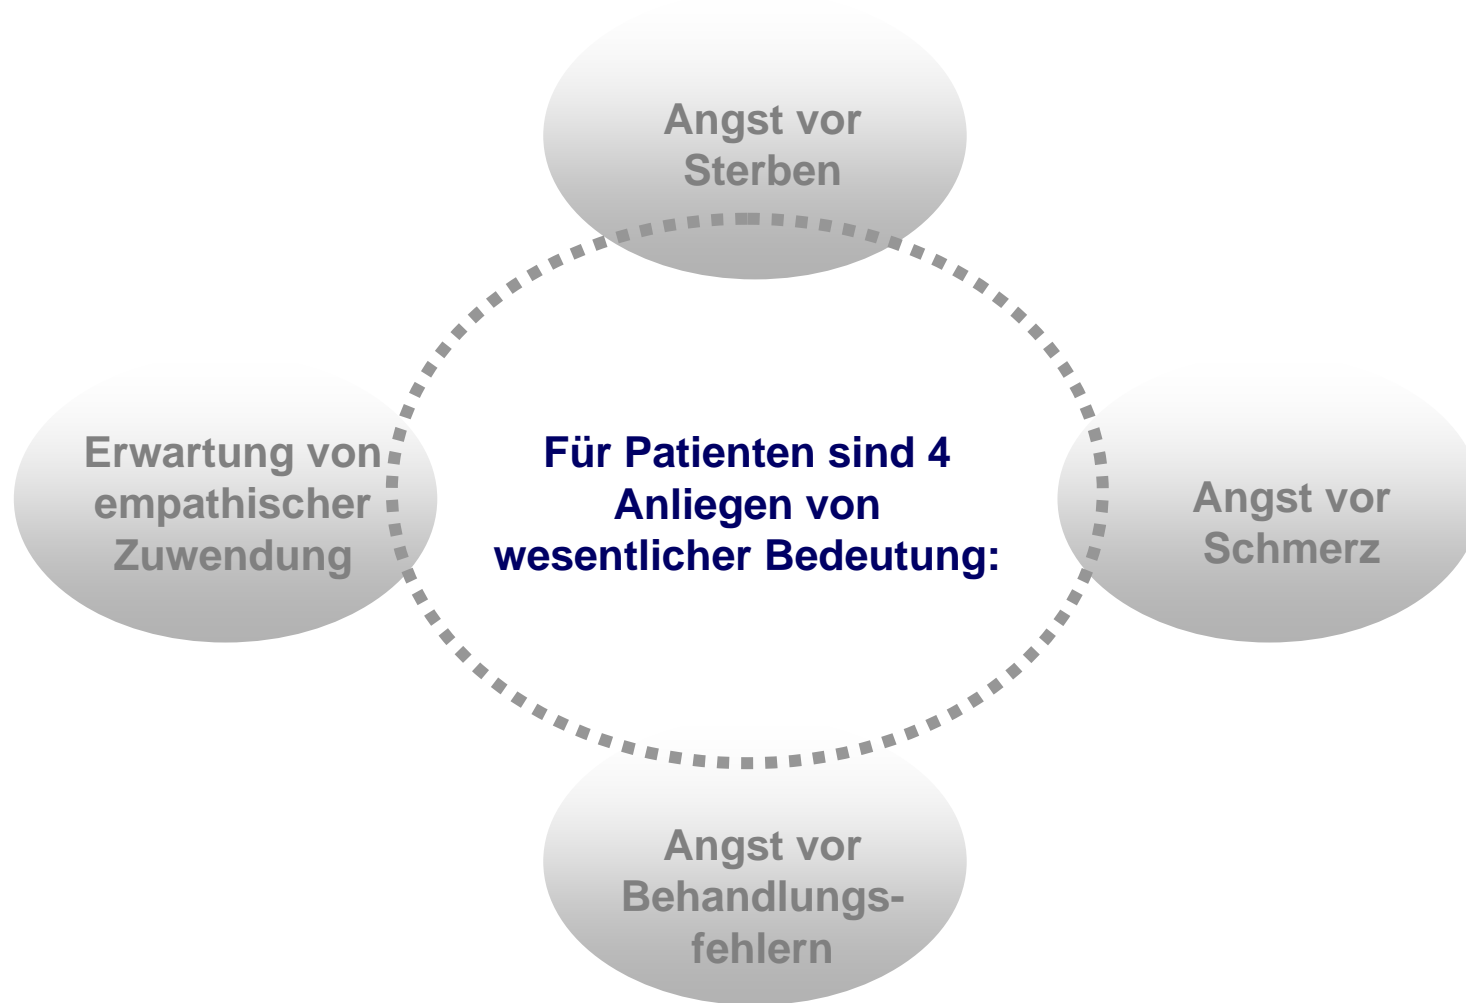 Angst vor
Sterben
Erwartung von
empathischer
Zuwendung
Für Patienten sind 4
Anliegen von
wesentlicher Bedeutung:
Angst vor
Schmerz
Angst vor
Behandlungs-
fehlern